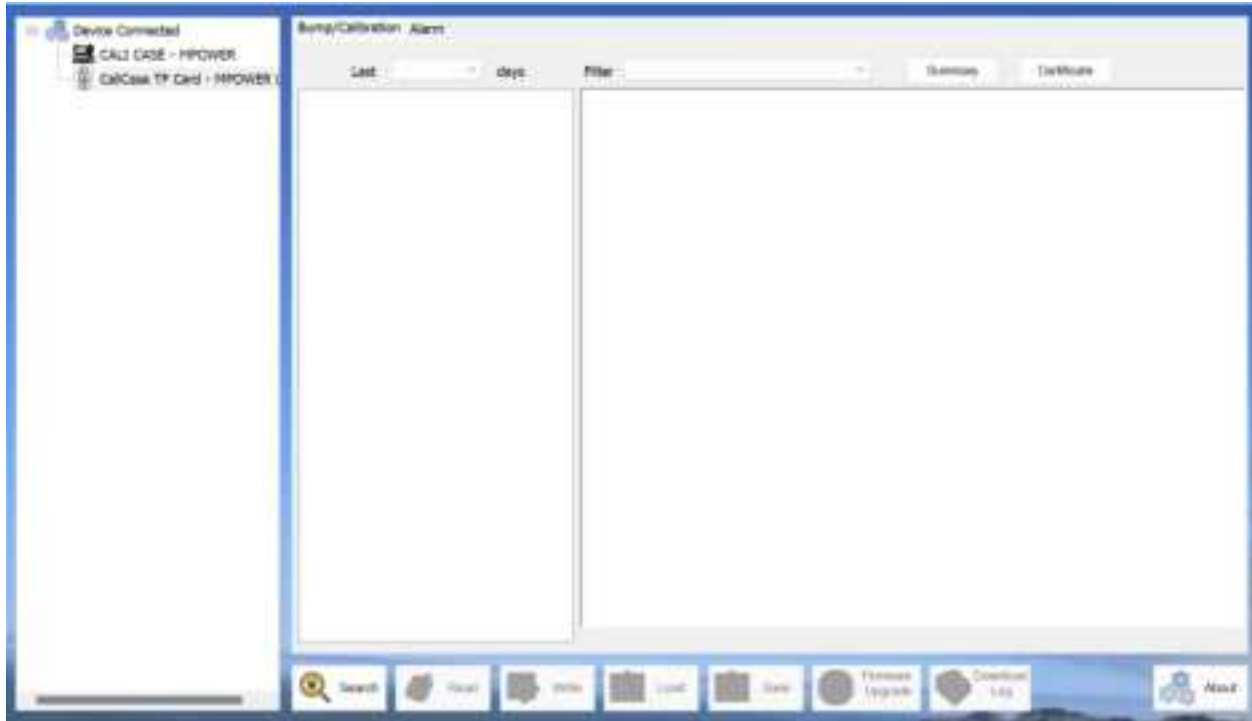 Device Connected
CALI CASE - MPOWER
CaliCase TF Card - MPOWER
Bump/Calibration Alarm
Last days Filter Summary Certificate
Search Read Write Load Save Firmware Upgrade Download Log About